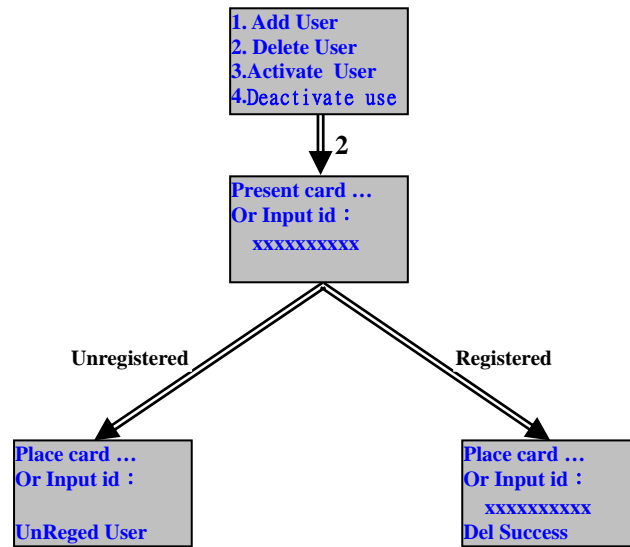 1. Add User
2. Delete User
3.Activate User
4.Deactivate use
2
Present card …
Or Input id：
xxxxxxxxxx
Unregistered
Registered
Place card …
Or Input id：
UnReged User
Place card …
Or Input id：
xxxxxxxxxx
Del Success